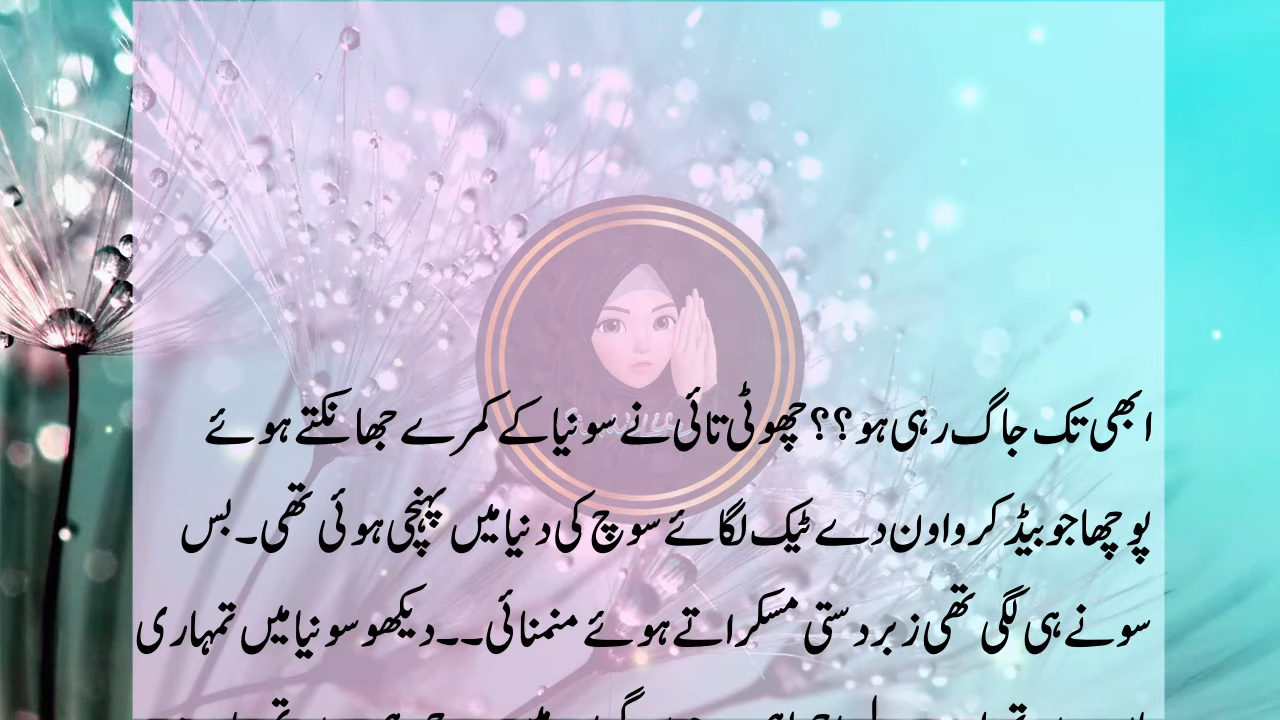 ابھی تک جاگ رہی ہو ؟؟ چھوٹی تائی نے سونیا کے کمرے جھانکتے ہوئے
پوچھا جو بیڈ کرواون دے ٹیک لگائے سوچ کی دنیا میں پہنچی ہوئی تھی۔ بس
سونے ہی لگی تھی زبردستی مسکراتے ہوئے منمنائی۔۔ دیکھو سونیا میں تمہاری